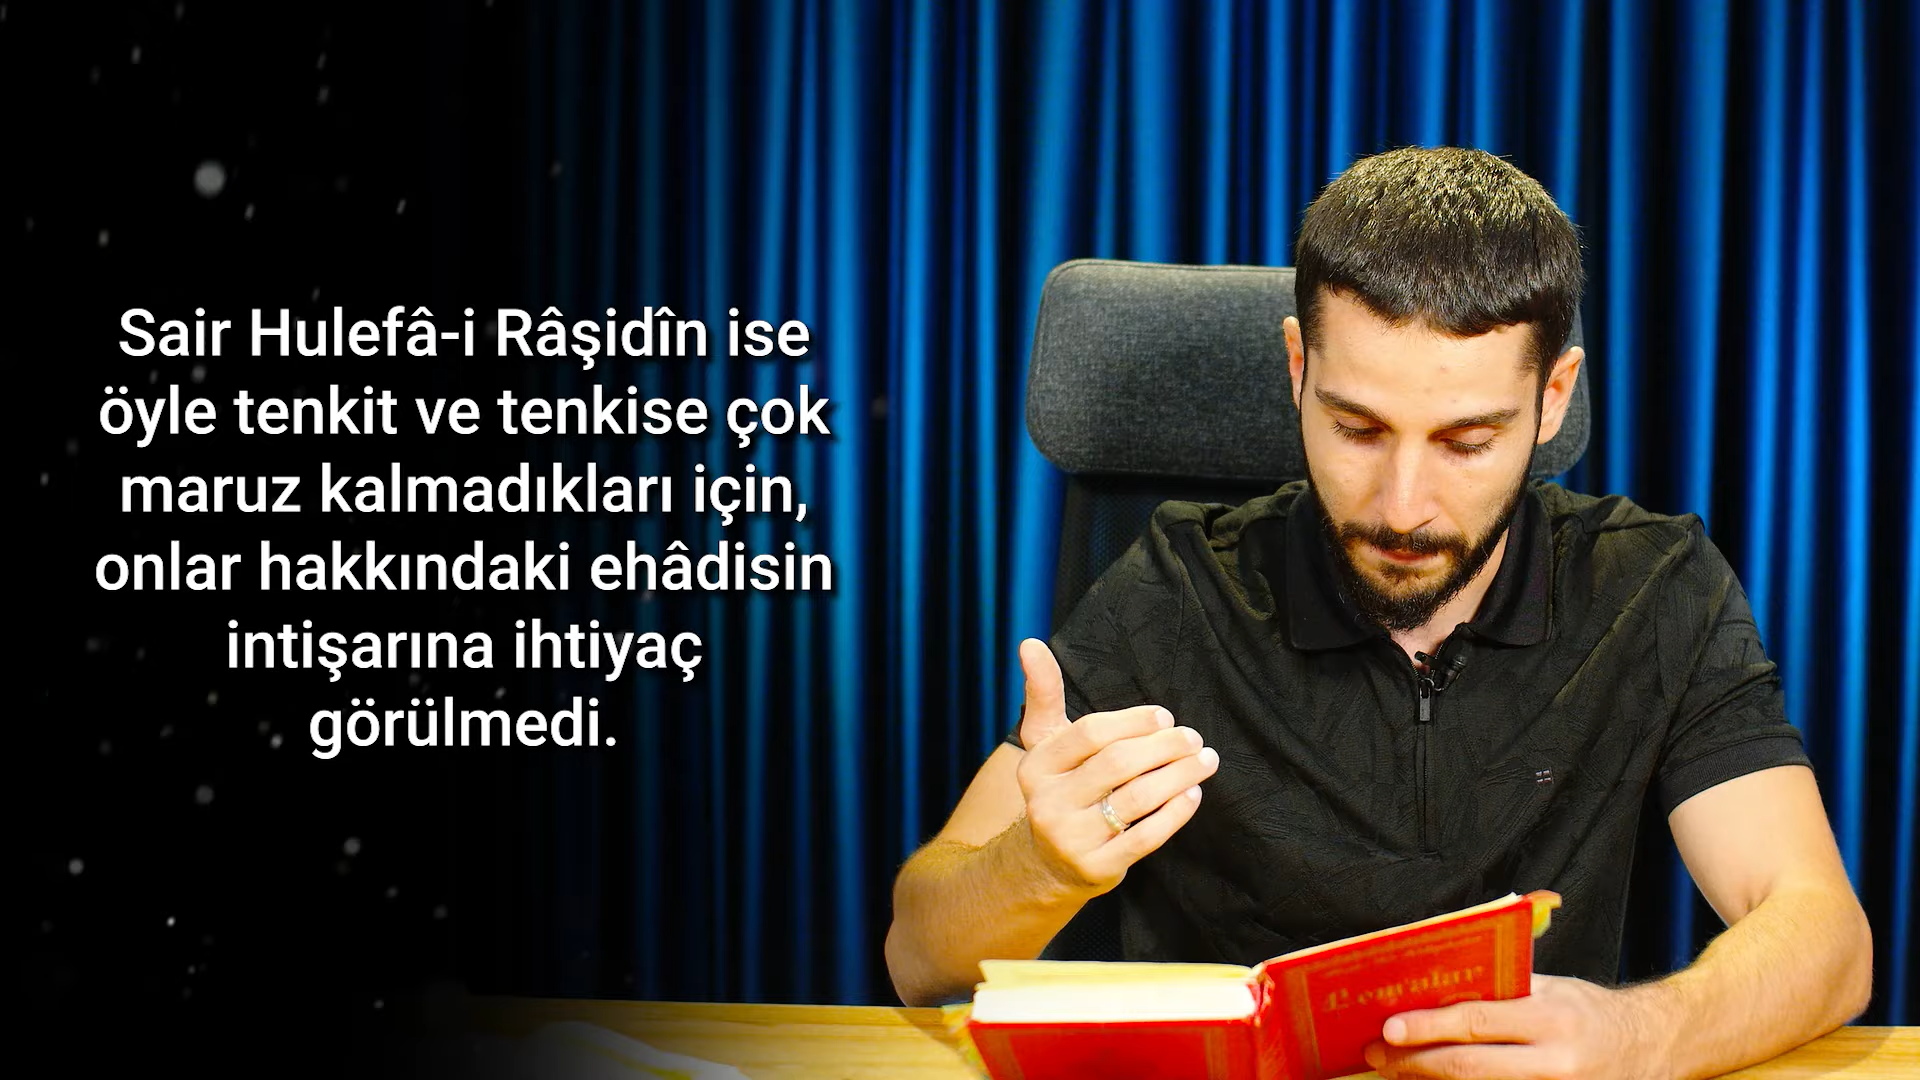 Sair Hulefâ-i Râşidîn ise
öyle tenkit ve tenkise çok
maruz kalmadıkları için,
onlar hakkındaki ehâdisin
intişarına ihtiyaç
görülmedi.